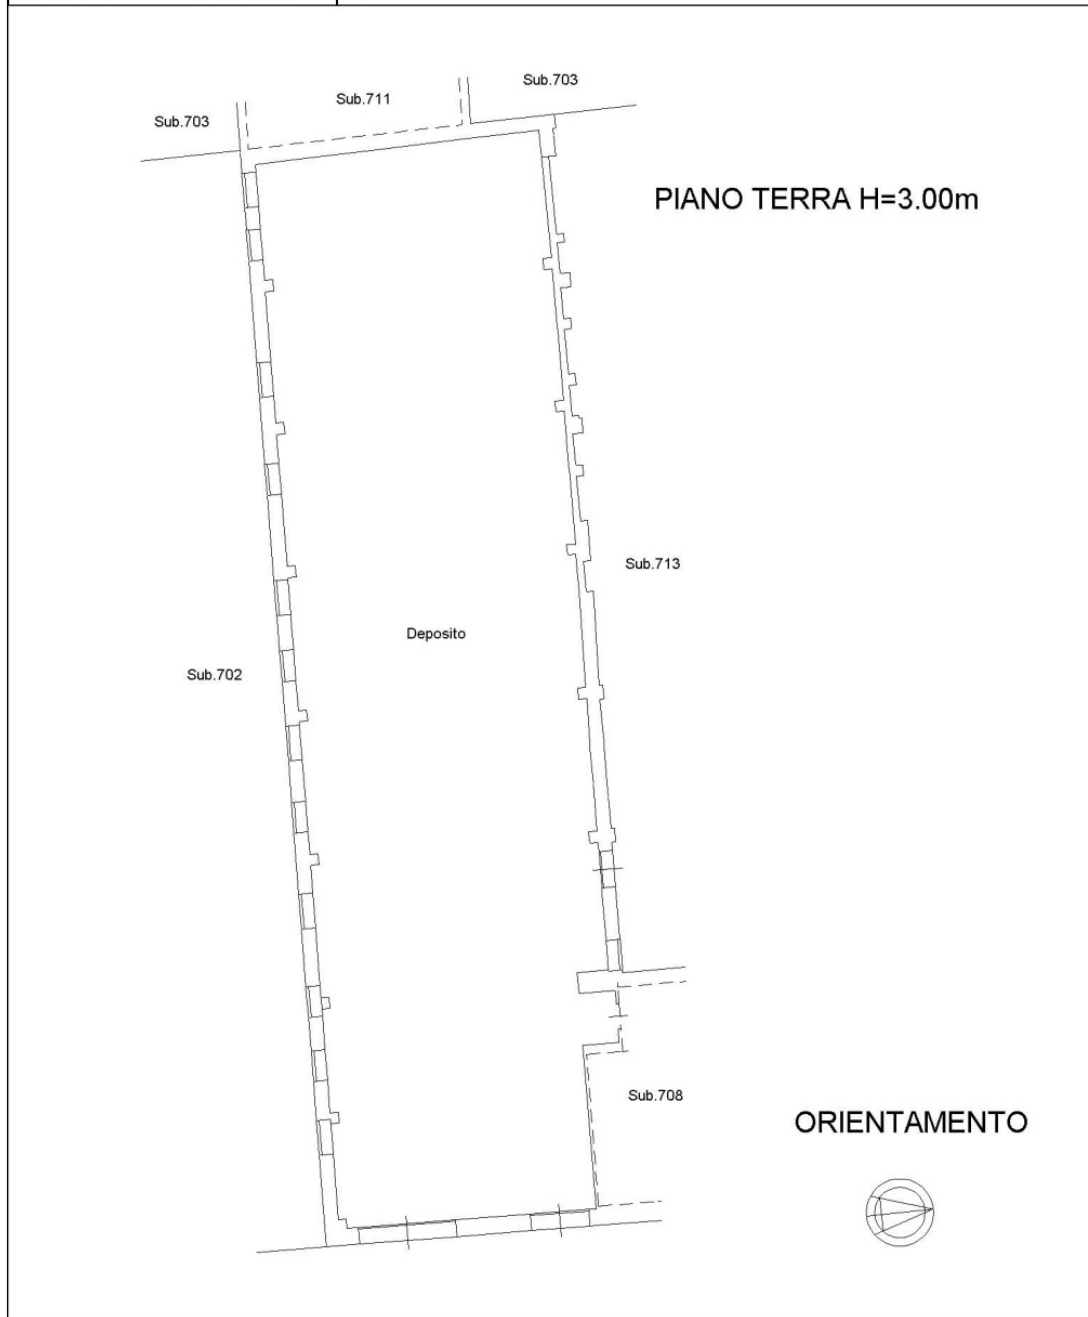 Sub.703
Sub.711
Sub.703
PIANO TERRA H=3.00m
Sub.713
Deposito
Sub.702
Sub.708
ORIENTAMENTO